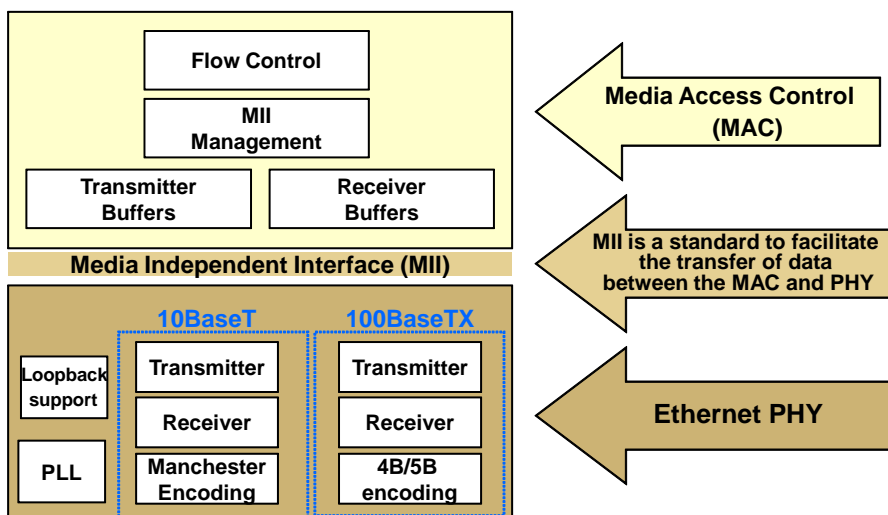 Flow Control
MII
Management
Transmitter
Buffers
Receiver
Buffers
Media Access Control
(MAC)
Media Independent Interface (MII)
MII is a standard to facilitate
the transfer of data
between the MAC and PHY
10BaseT
100BaseTX
Loopback
support
PLL
Transmitter
Receiver
Manchester
Encoding
Transmitter
Receiver
4B/5B
encoding
Ethernet PHY